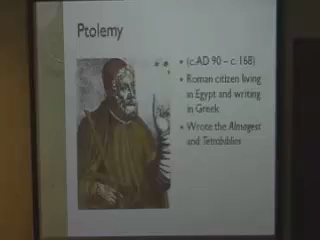 Ptolemy
• (c.AD 90 – c. 168)
• Roman citizen living
in Egypt and writing
in Greek
• Wrote the Almagest
and Tetrabiblos